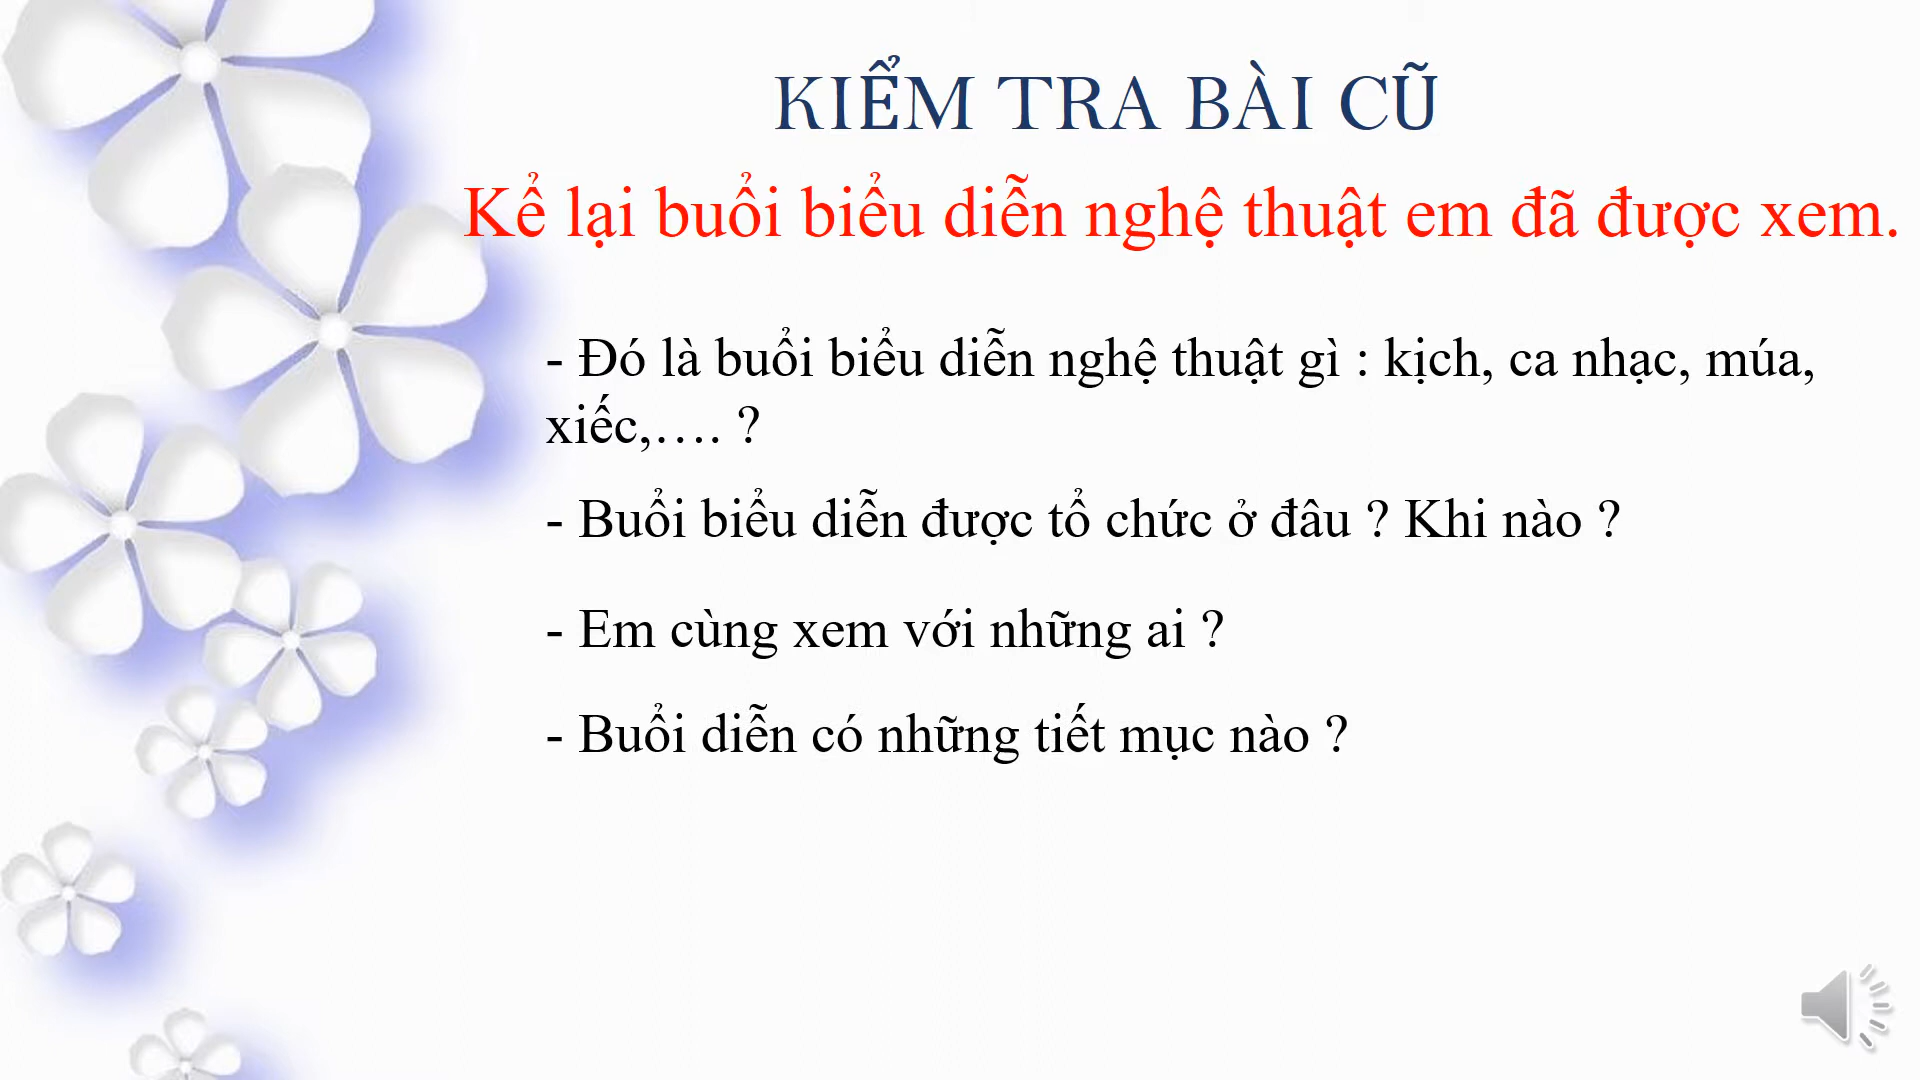 KIỂM TRA BÀI CŨ
Kể lại buổi biểu diễn nghệ thuật em đã được xem.
- Đó là buổi biểu diễn nghệ thuật gì : kịch, ca nhạc, múa,
xiếc,…. ?
- Buổi biểu diễn được tổ chức ở đâu ? Khi nào ?
- Em cùng xem với những ai ?
- Buổi diễn có những tiết mục nào ?